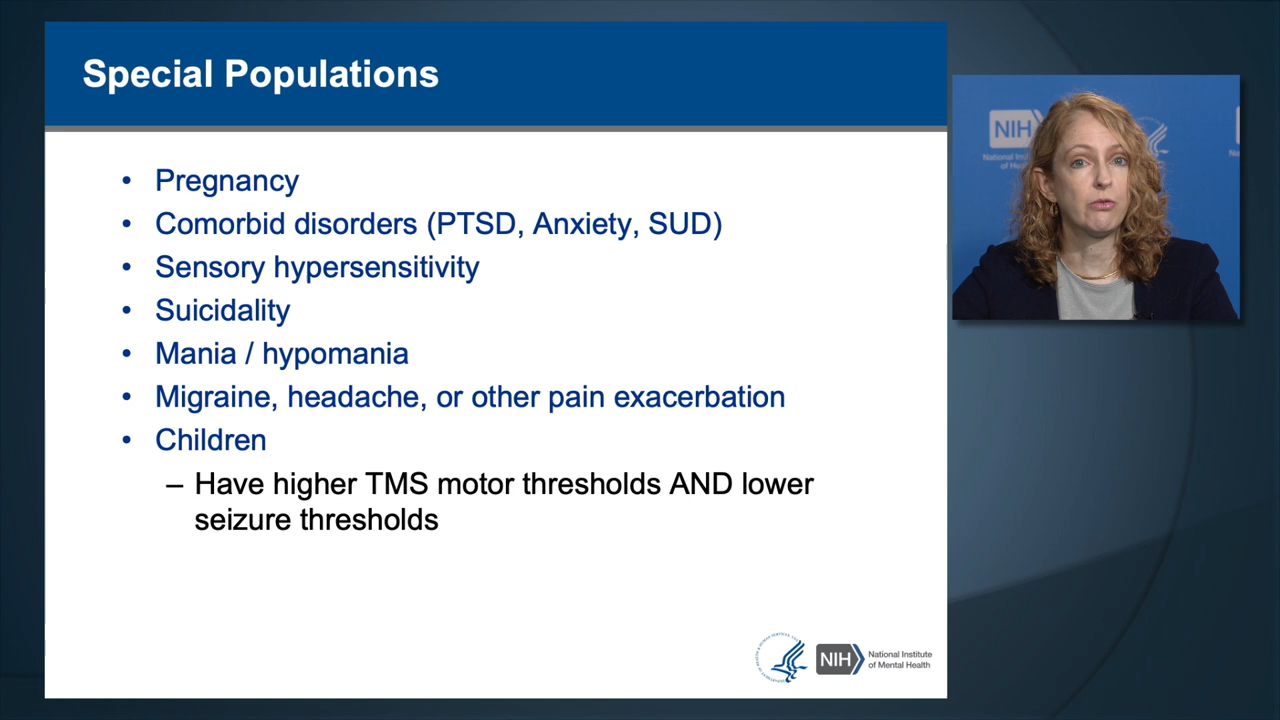 Special Populations
• Pregnancy
• Comorbid disorders (PTSD, Anxiety, SUD)
• Sensory hypersensitivity
• Suicidality
• Mania / hypomania
• Migraine, headache, or other pain exacerbation
• Children
– Have higher TMS motor thresholds AND lower
seizure thresholds
NIH
National Institute
of Mental Health
NIH